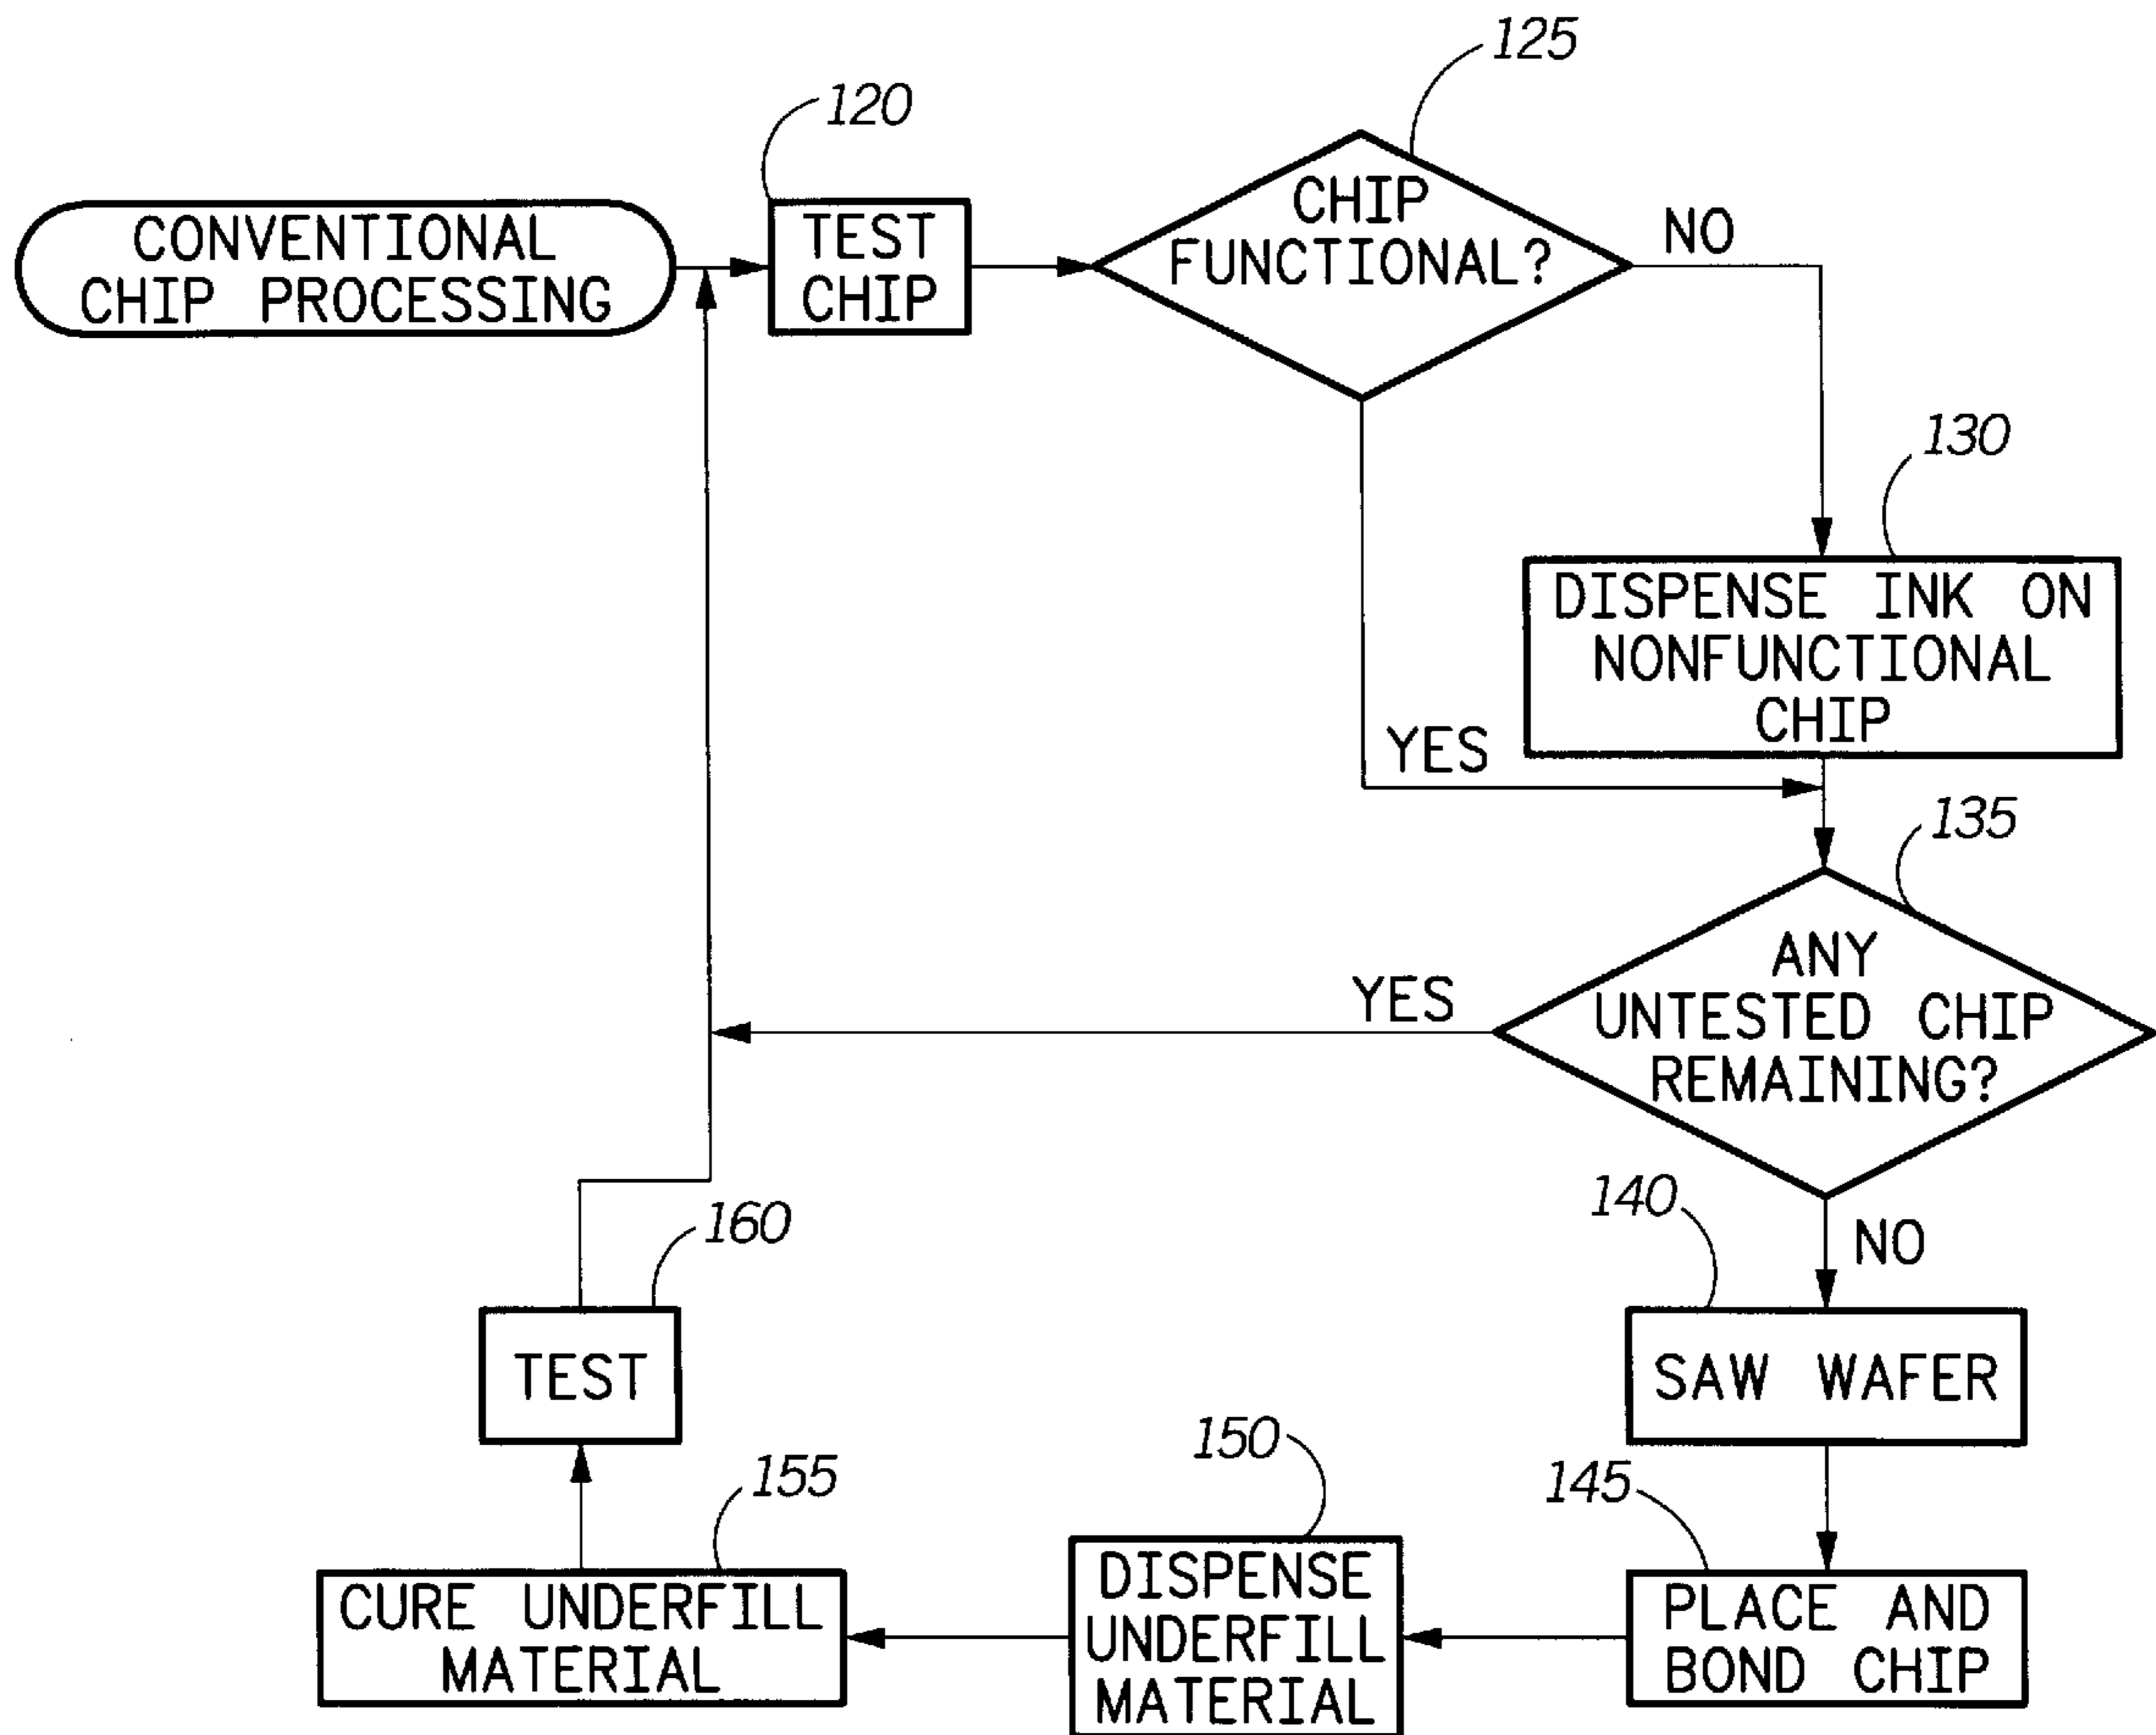 125
120
CONVENTIONAL
CHIP PROCESSING
TEST
CHIP
CHIP
FUNCTIONAL?
NO
130
DISPENSE INK ON
NONFUNCTIONAL
CHIP
YES
135
ANY
UNTESTED CHIP
REMAINING?
YES
140
NO
SAW WAFER
145
PLACE AND
BOND CHIP
150
DISPENSE
UNDERFILL
MATERIAL
155
CURE UNDERFILL
MATERIAL
160
TEST